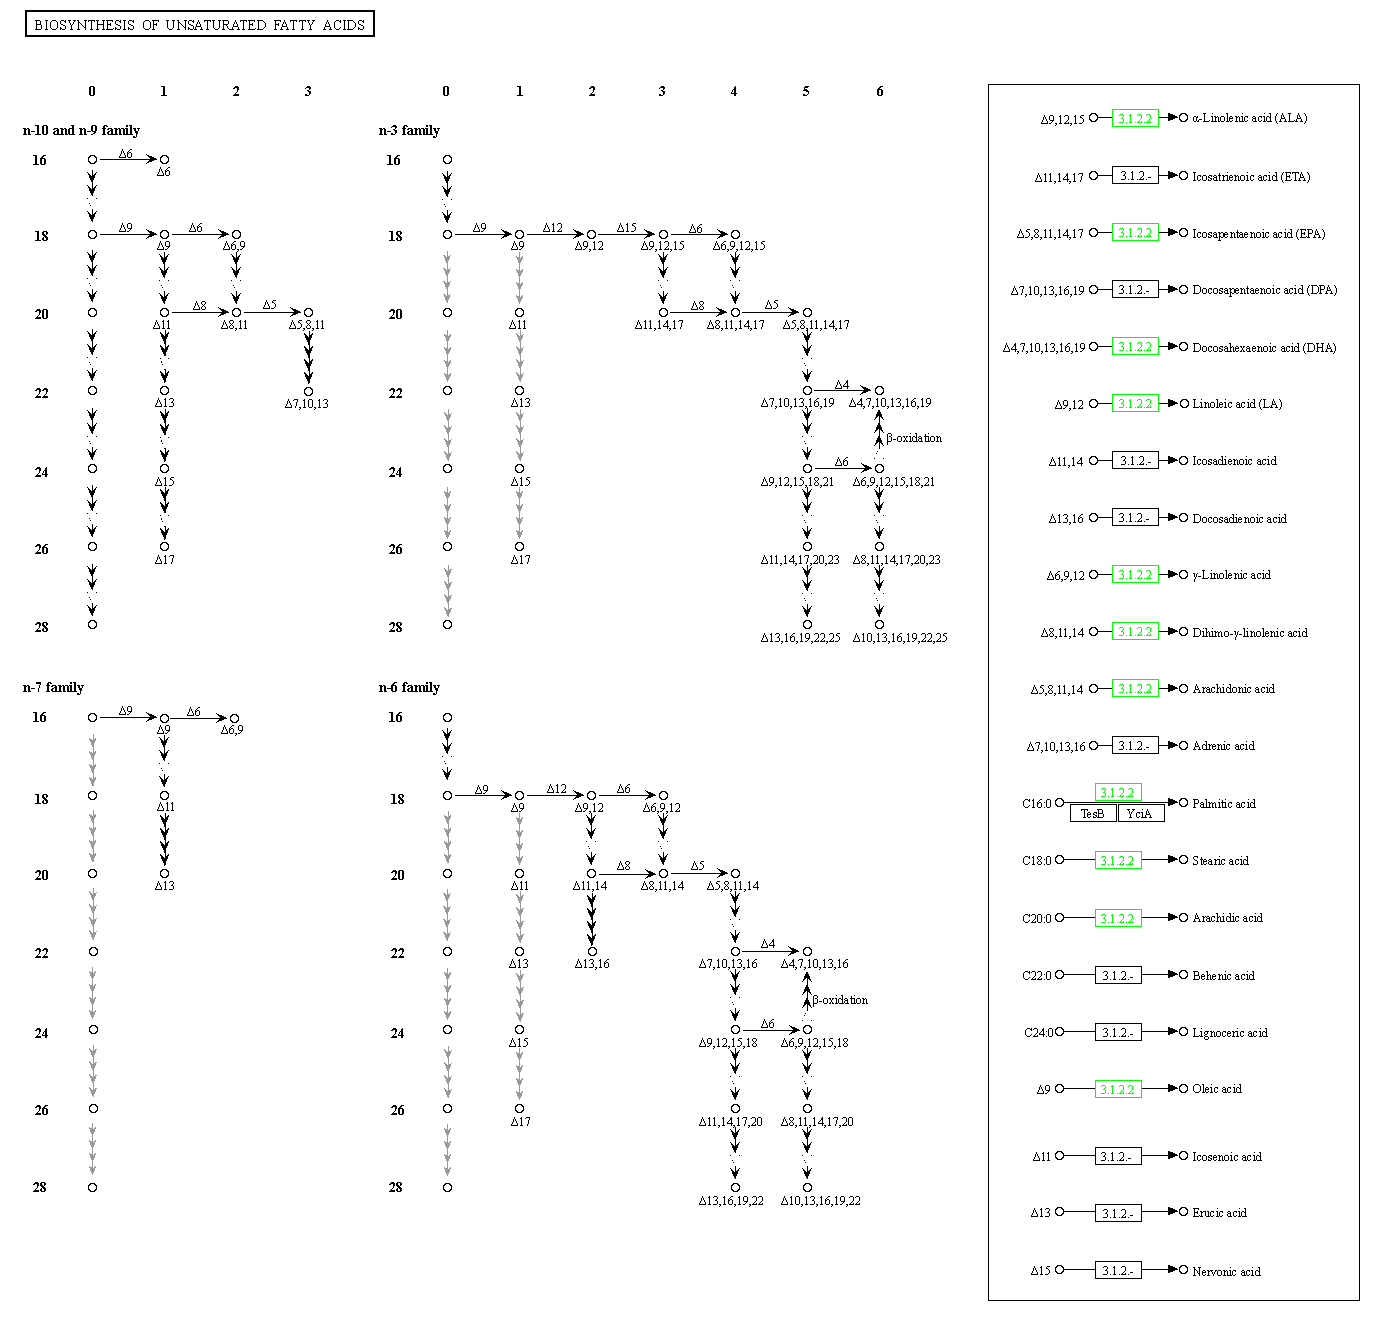 BIOSYNTHESIS OF UNSATURATED FATTY ACIDS
0 1 2 3
n-10 and n-9 family
16
Δ6
Δ6
18
Δ9 Δ6
Δ9 Δ6,9
20
Δ8 Δ5
Δ11 Δ8,11 Δ5,8,11
22
Δ13 Δ7,10,13
24
Δ15
26
Δ17
28
0 1 2 3 4 5 6
n-3 family
16
18
Δ9 Δ12 Δ15 Δ6
Δ9 Δ9,12 Δ9,12,15 Δ6,9,12,15
20
Δ8 Δ5
Δ11 Δ11,14,17 Δ8,11,14,17 Δ5,8,11,14,17
22
Δ4
Δ13 Δ7,10,13,16,19 Δ4,7,10,13,16,19
β-oxidation
24
Δ6
Δ15 Δ9,12,15,18,21 Δ6,9,12,15,18,21
26
Δ17 Δ11,14,17,20,23 Δ8,11,14,17,20,23
28
Δ13,16,19,22,25 Δ10,13,16,19,22,25
n-7 family
16
Δ9 Δ6
Δ9 Δ6,9
18
Δ11
20
Δ13
22
24
26
28
n-6 family
16
18
Δ9 Δ12 Δ6
Δ9 Δ9,12 Δ6,9,12
20
Δ8 Δ5
Δ11 Δ11,14 Δ8,11,14 Δ5,8,11,14
22
Δ4
Δ13 Δ13,16 Δ7,10,13,16 Δ4,7,10,13,16
β-oxidation
24
Δ6
Δ15 Δ9,12,15,18 Δ6,9,12,15,18
26
Δ17 Δ11,14,17,20 Δ8,11,14,17,20
28
Δ13,16,19,22 Δ10,13,16,19,22
Δ9,12,15 3.1.2.2 α-Linolenic acid (ALA)
Δ11,14,17 3.1.2.- Icosatrienoic acid (ETA)
Δ5,8,11,14,17 3.1.2.2 Icosapentaenoic acid (EPA)
Δ7,10,13,16,19 3.1.2.- Docosapentaenoic acid (DPA)
Δ4,7,10,13,16,19 3.1.2.2 Docosahexaenoic acid (DHA)
Δ9,12 3.1.2.2 Linoleic acid (LA)
Δ11,14 3.1.2.- Icosadienoic acid
Δ13,16 3.1.2.- Docosadienoic acid
Δ6,9,12 3.1.2.2 γ-Linolenic acid
Δ8,11,14 3.1.2.2 Dihimo-γ-linolenic acid
Δ5,8,11,14 3.1.2.2 Arachidonic acid
Δ7,10,13,16 3.1.2.- Adrenic acid
3.1.2.2
C16:0 Palmitic acid
TesB YciA
C18:0 3.1.2.2 Stearic acid
C20:0 3.1.2.2 Arachidic acid
C22:0 3.1.2.- Behenic acid
C24:0 3.1.2.- Lignoceric acid
Δ9 3.1.2.2 Oleic acid
Δ11 3.1.2.- Icosenoic acid
Δ13 3.1.2.- Erucic acid
Δ15 3.1.2.- Nervonic acid